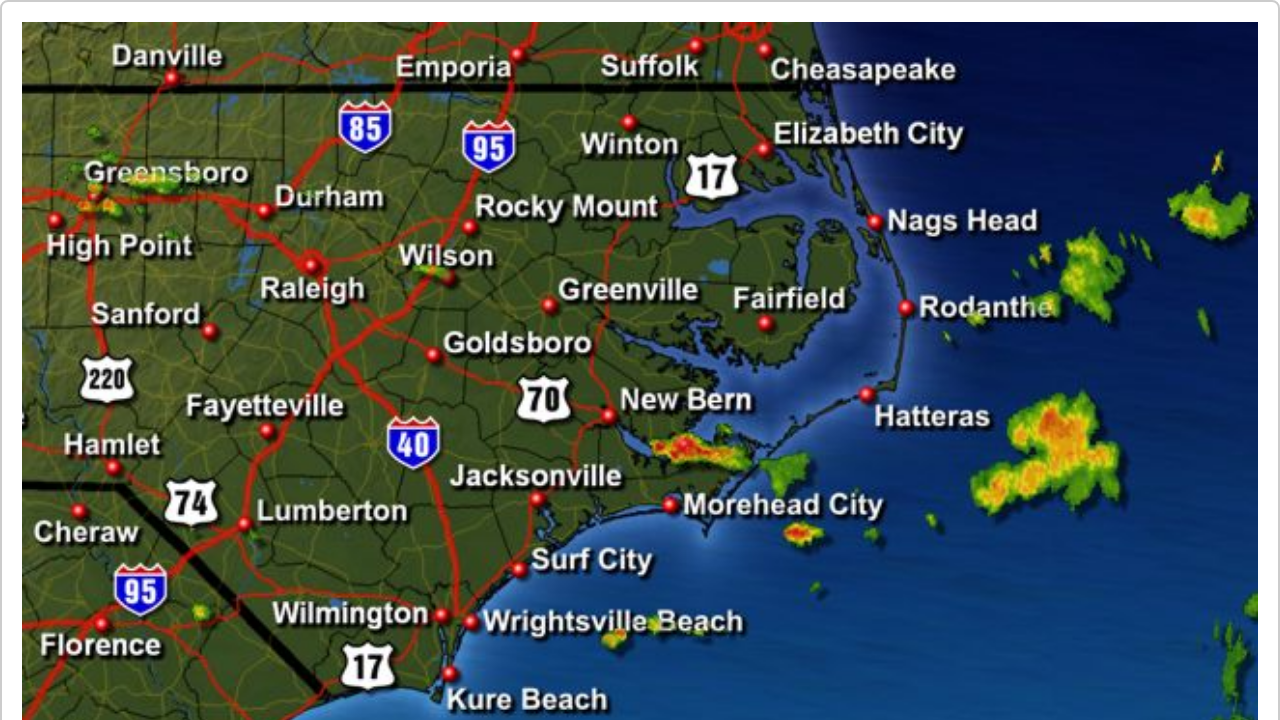 Danville
Emporia
Suffolk
Cheasapeake
85
95
Winton
Elizabeth City
17
Greensboro
Durham
Rocky Mount
Nags Head
High Point
Wilson
Raleigh
Greenville
Fairfield
Rodanthe
Sanford
Goldsboro
220
70
New Bern
Fayetteville
Hatteras
Hamlet
40
Jacksonville
74
Morehead City
Lumberton
Cheraw
Surf City
95
Wilmington
Wrightsville Beach
Florence
17
Kure Beach